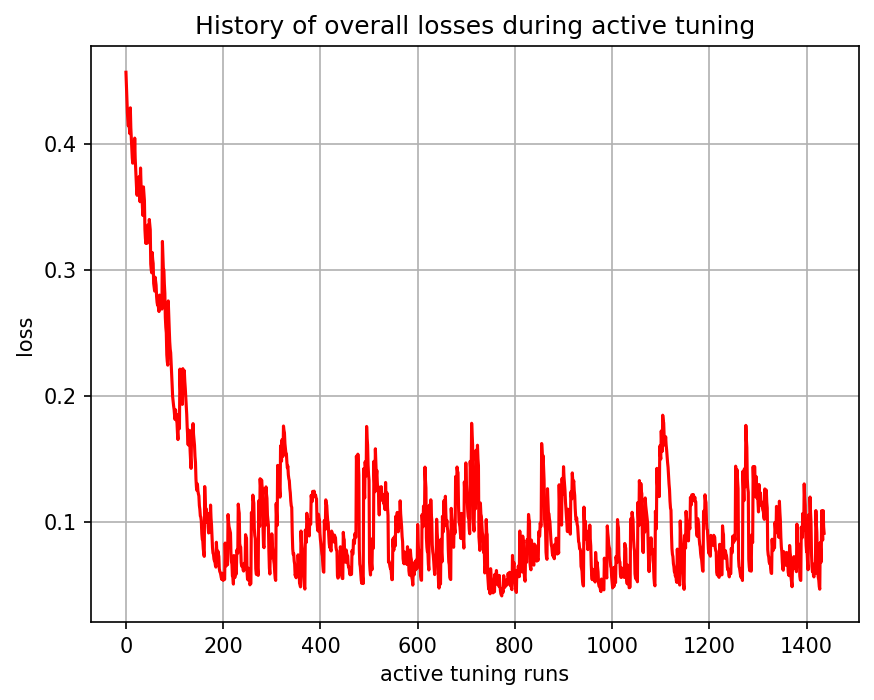 History of overall losses during active tuning
0.4
0.3
0.2
0.1
loss
0 200 400 600 800 1000 1200 1400
active tuning runs